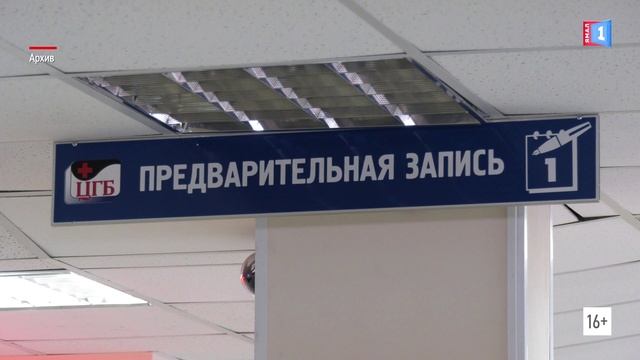 Архив
ЯМАЛ 1
ЦГБ
ПРЕДВАРИТЕЛЬНАЯ ЗАПИСЬ
1
16+